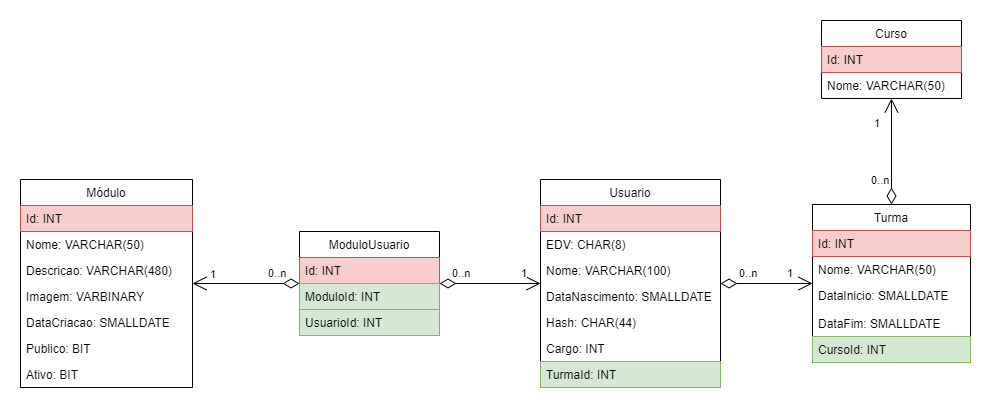 Curso
Id: INT
Nome: VARCHAR(50)
1
0..n
Módulo
Id: INT
Nome: VARCHAR(50)
Descricao: VARCHAR(480)
Imagem: VARBINARY
DataCriacao: SMALLDATE
Publico: BIT
Ativo: BIT
1
0..n
ModuloUsuario
Id: INT
ModuloId: INT
UsuarioId: INT
0..n
1
Usuario
Id: INT
EDV: CHAR(8)
Nome: VARCHAR(100)
DataNascimento: SMALLDATE
Hash: CHAR(44)
Cargo: INT
TurmaId: INT
0..n
1
Turma
Id: INT
Nome: VARCHAR(50)
DataInicio: SMALLDATE
DataFim: SMALLDATE
CursoId: INT